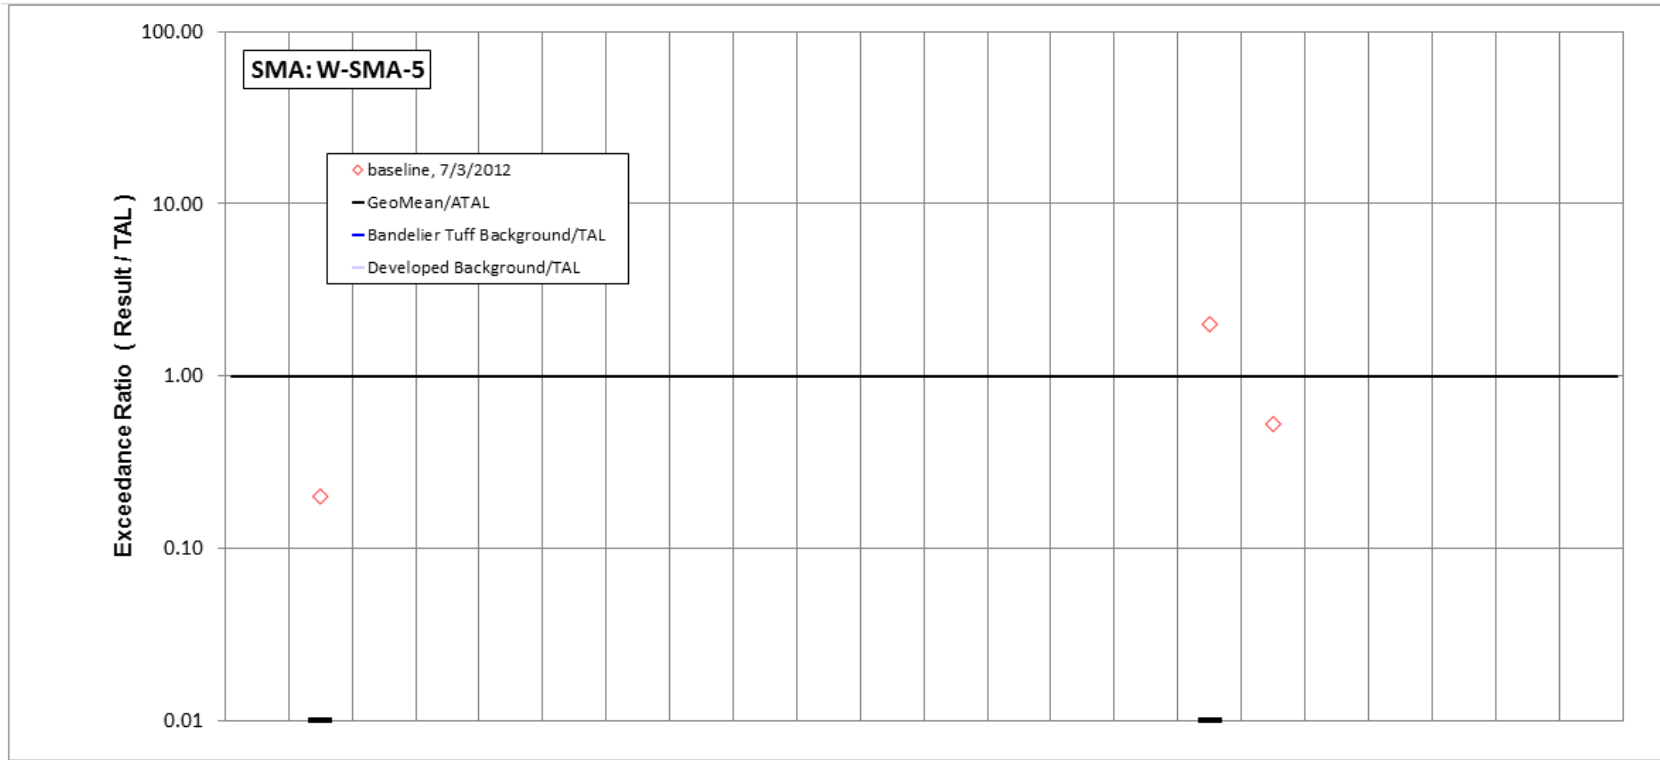 100.00
SMA: W-SMA-5
baseline, 7/3/2012
GeoMean/ATAL
Bandelier Tuff Background/TAL
Developed Background/TAL
10.00
1.00
0.10
0.01
Exceedance Ratio ( Result / TAL )